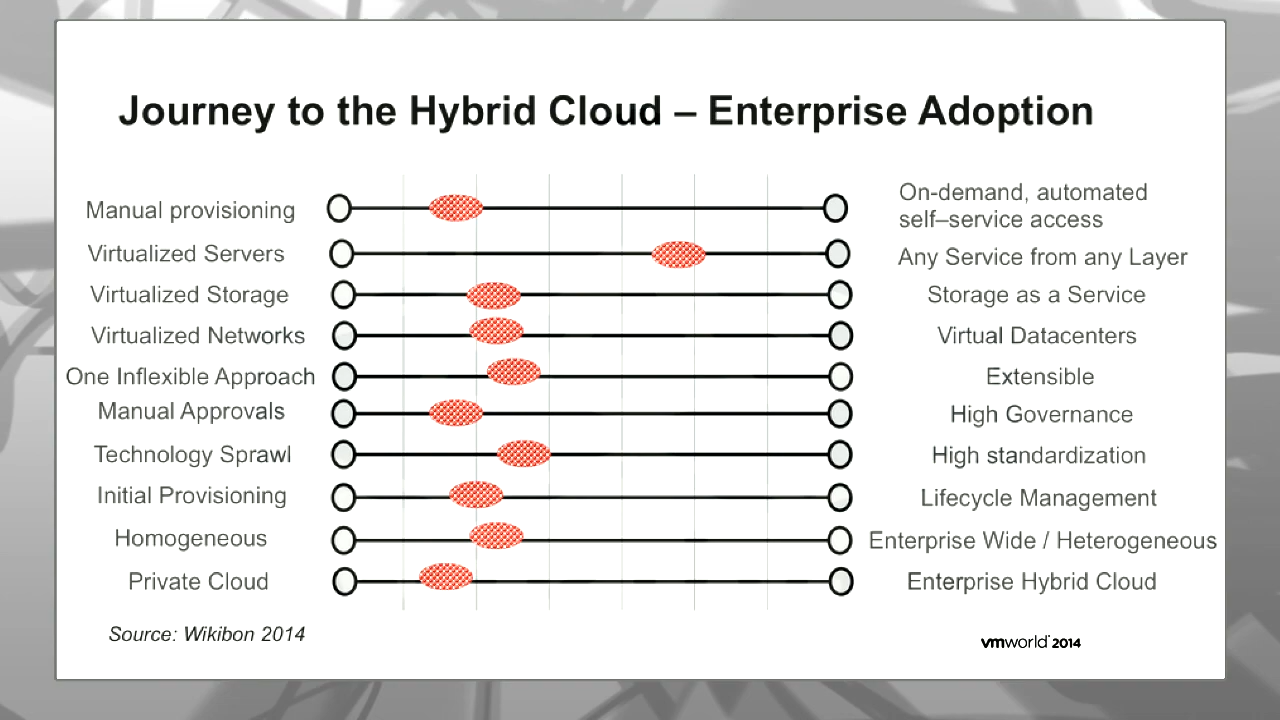 Journey to the Hybrid Cloud – Enterprise Adoption
Manual provisioning
On-demand, automated
self–service access
Virtualized Servers
Any Service from any Layer
Virtualized Storage
Storage as a Service
Virtualized Networks
Virtual Datacenters
One Inflexible Approach
Extensible
Manual Approvals
High Governance
Technology Sprawl
High standardization
Initial Provisioning
Lifecycle Management
Homogeneous
Enterprise Wide / Heterogeneous
Private Cloud
Enterprise Hybrid Cloud
Source: Wikibon 2014
vmworld 2014